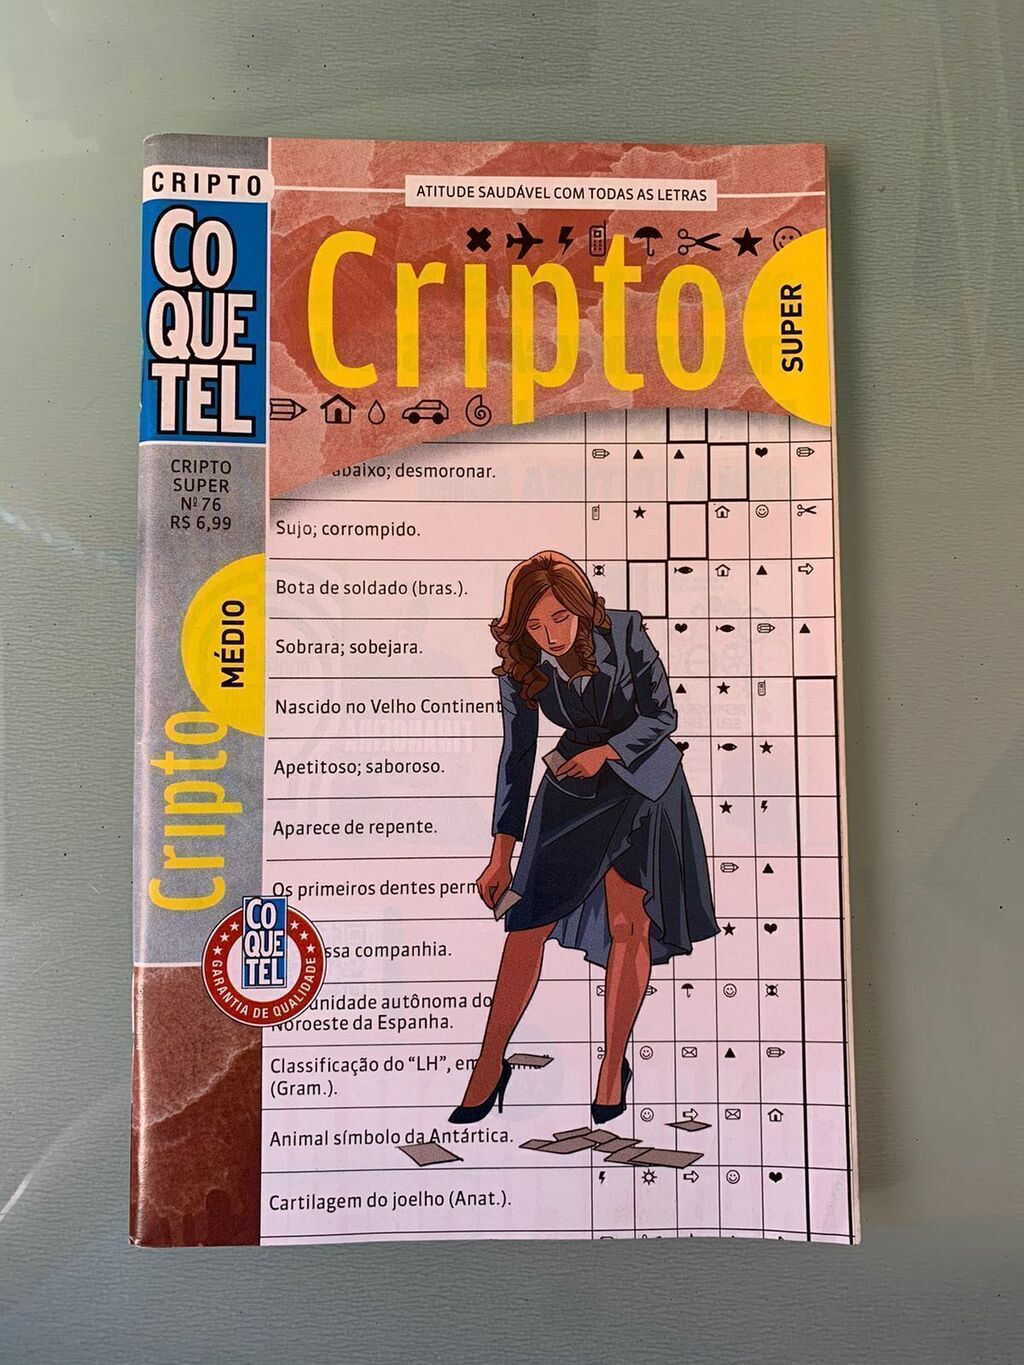 CRIPTO
CO
QUE
TEL
CRIPTO
SUPER
Nº 76
R$ 6,99
MÉDIO
Cripto
ATITUDE SAUDÁVEL COM TODAS AS LETRAS
Cripto
SUPER
abaixo; desmoronar.
Sujo; corrompido.
Bota de soldado (bras.).
Sobrara; sobejara.
Nascido no Velho Continent
Apetitoso; saboroso.
Aparece de repente.
Os primeiros dentes perm
ssa companhia.
unidade autônoma do
Noroeste da Espanha.
Classificação do "LH", em
(Gram.).
Animal símbolo da Antártica.
Cartilagem do joelho (Anat.).
CO
QUE
TEL
GARANTIA DE QUALIDADE